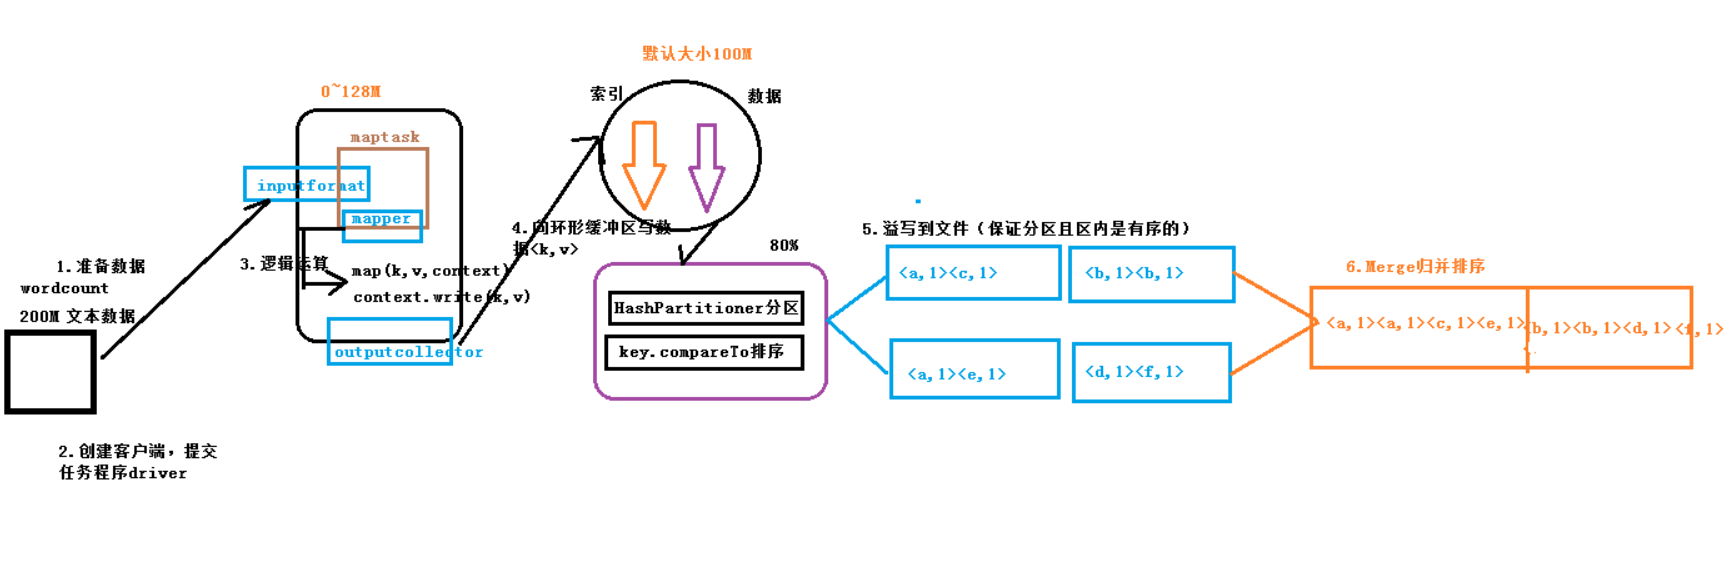 默认大小100M
0~128M
索引
数据
maptask
inputformat
mapper
4.向环形缓冲区写数
据<k,v>
80%
5.溢写到文件（保证分区且区内是有序的）
1.准备数据
wordcount
200M 文本数据
3.逻辑运算
map(k,v,context)
context.write(k,v)
outputcollector
HashPartitioner分区
key.compareTo排序
<a,1><c,1>
<b,1><b,1>
<a,1><e,1>
<d,1><f,1>
6.Merge归并排序
<a,1><a,1><c,1><e,1>
<b,1><b,1><d,1><f,1>
2.创建客户端，提交
任务程序driver